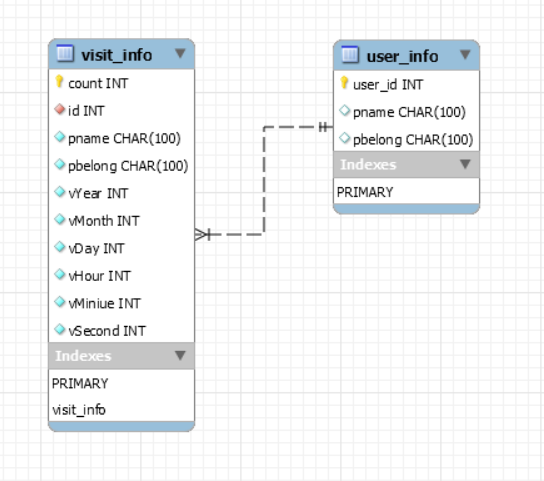 visit_info
count INT
id INT
pname CHAR(100)
pbelong CHAR(100)
vYear INT
vMonth INT
vDay INT
vHour INT
vMiniue INT
vSecond INT
Indexes
PRIMARY
visit_info
user_info
user_id INT
pname CHAR(100)
pbelong CHAR(100)
Indexes
PRIMARY